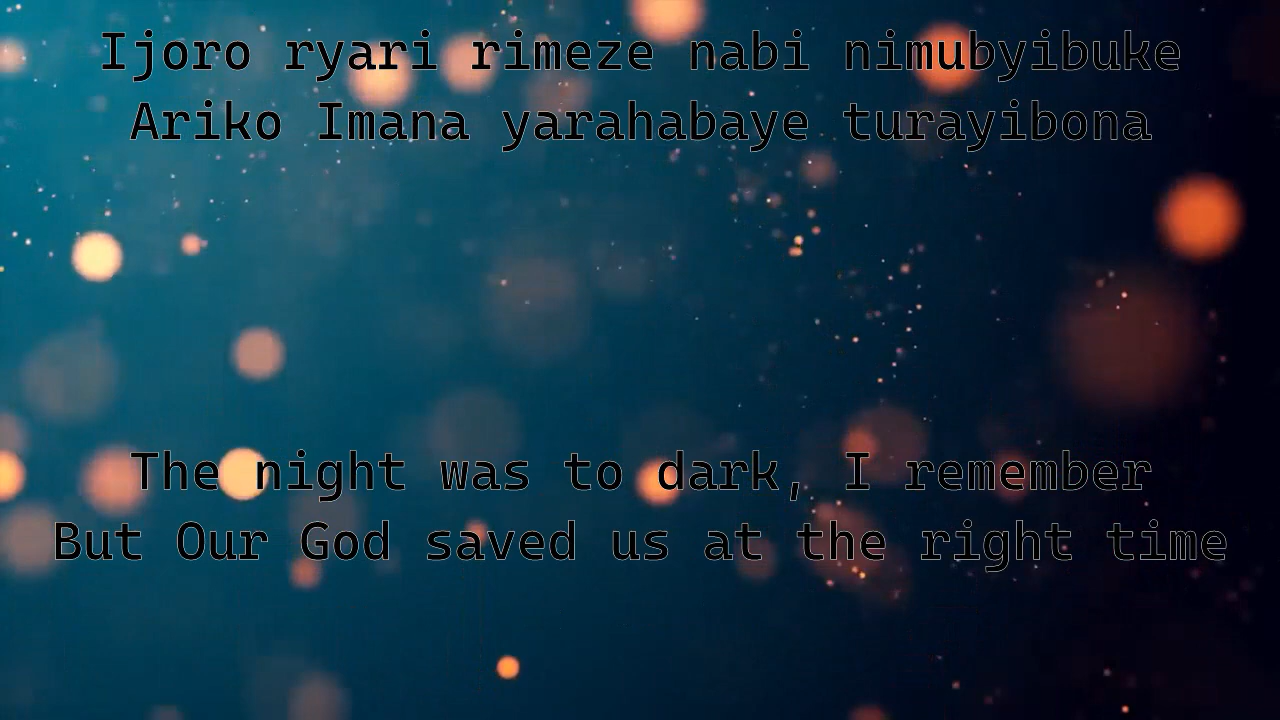 Ijoro ryari rimeze nabi nimubyibuke
Ariko Imana yarahabaye turayibona
The night was to dark, I remember
But Our God saved us at the right time